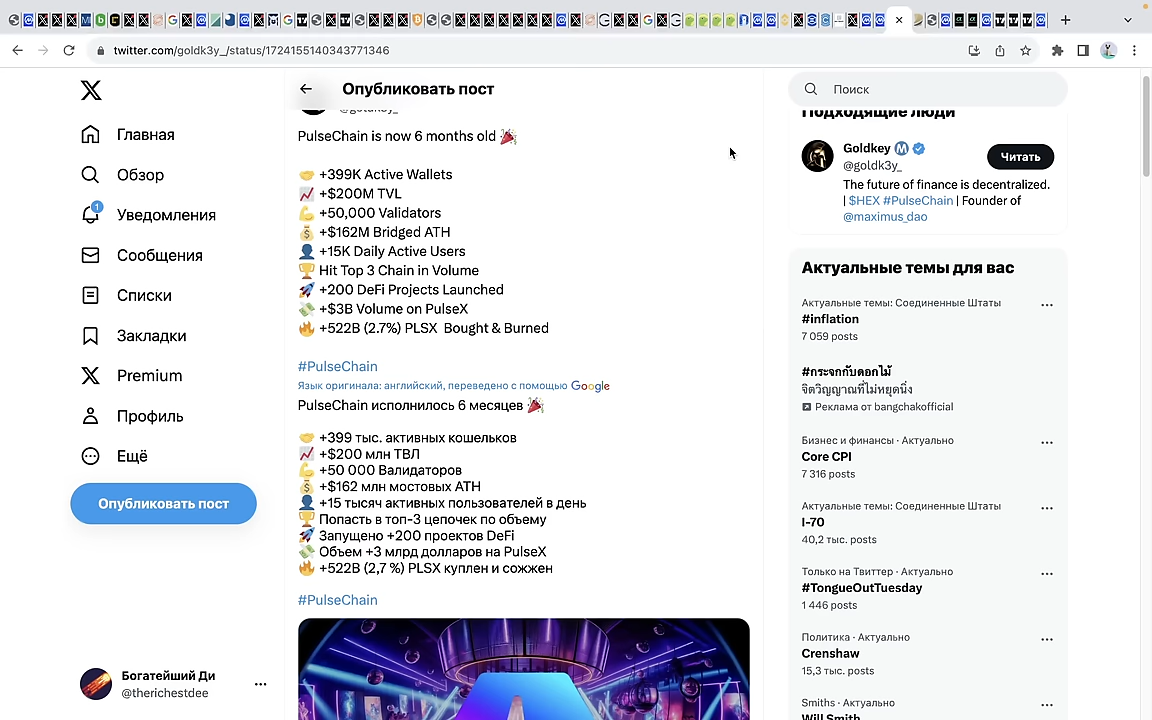 twitter.com/goldk3y_/status/1724155140343771346
Главная
Обзор
1
Уведомления
Сообщения
Списки
Закладки
Premium
Профиль
Ещё
Опубликовать пост
Богатейший Ди
@therichestdee
Опубликовать пост
@goldk3y_
PulseChain is now 6 months old 🎉
🤝 +399K Active Wallets
📈 +$200M TVL
💪 +50,000 Validators
💰 +$162M Bridged ATH
👤 +15K Daily Active Users
🏆 Hit Top 3 Chain in Volume
🚀 +200 DeFi Projects Launched
💸 +$3B Volume on PulseX
🔥 +522B (2.7%) PLSX Bought & Burned
#PulseChain
Язык оригинала: английский, переведено с помощью Google
PulseChain исполнилось 6 месяцев 🎉
🤝 +399 тыс. активных кошельков
📈 +$200 млн ТВЛ
💪 +50 000 Валидаторов
💰 +$162 млн мостовых ATH
👤 +15 тысяч активных пользователей в день
🏆 Попасть в топ-3 цепочек по объему
🚀 Запущено +200 проектов DeFi
💸 Объем +3 млрд долларов на PulseX
🔥 +522B (2,7 %) PLSX куплен и сожжен
#PulseChain
Поиск
Подходящие люди
Goldkey
@goldk3y_
Читать
The future of finance is decentralized.
| $HEX #PulseChain | Founder of
@maximus_dao
Актуальные темы для вас
Актуальные темы: Соединенные Штаты
#inflation
7 059 posts
#กระจกกับดอกไม้
จิตวิญญาณที่ไม่หยุดนิ่ง
Реклама от bangchakofficial
Бизнес и финансы · Актуально
Core CPI
7 316 posts
Актуальные темы: Соединенные Штаты
I-70
40,2 тыс. posts
Только на Твиттер · Актуально
#TongueOutTuesday
1 446 posts
Политика · Актуально
Crenshaw
15,3 тыс. posts
Smiths · Актуально
Will Smith